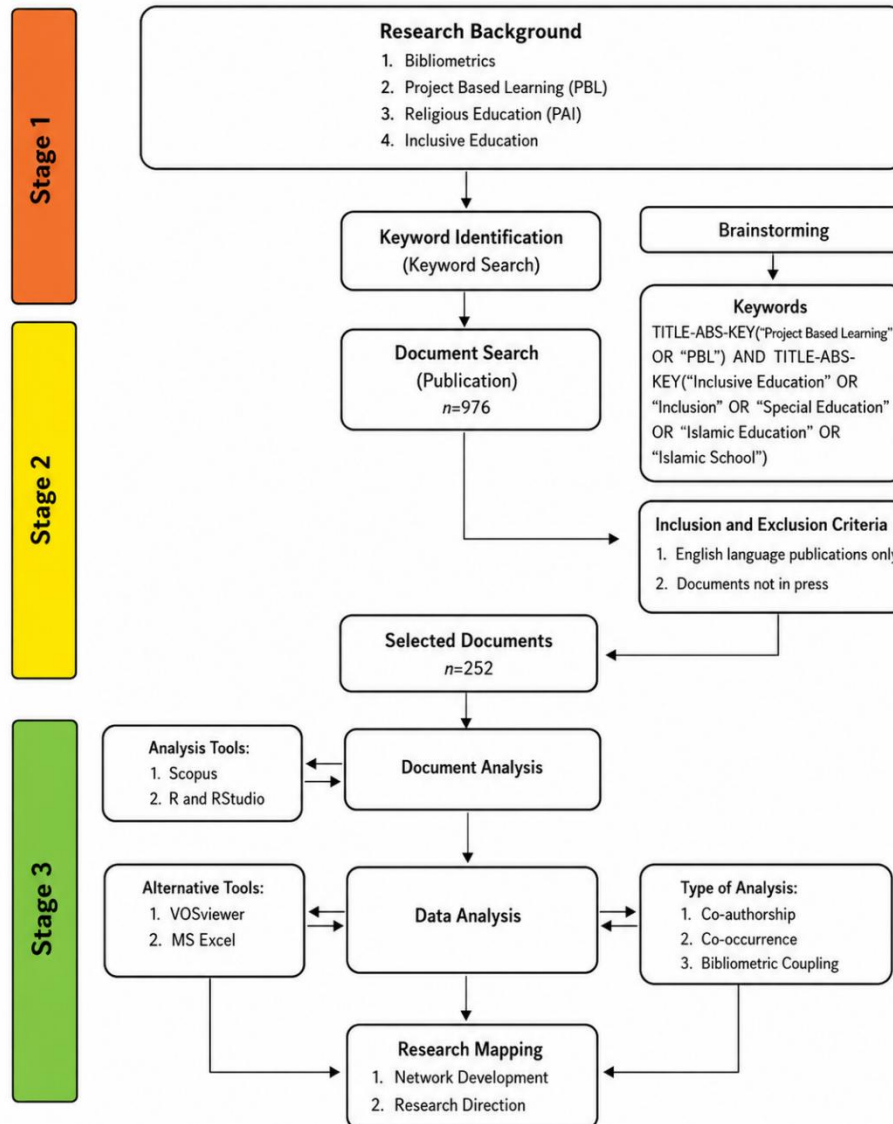 Stage 1
Research Background
1. Bibliometrics
2. Project Based Learning (PBL)
3. Religious Education (PAI)
4. Inclusive Education
Keyword Identification
(Keyword Search)
Brainstorming
Keywords
TITLE-ABS-KEY("Project Based Learning"
OR "PBL") AND TITLE-ABS-
KEY("Inclusive Education" OR
"Inclusion" OR "Special Education"
OR "Islamic Education" OR
"Islamic School")
Stage 2
Document Search
(Publication)
n=976
Inclusion and Exclusion Criteria
1. English language publications only
2. Documents not in press
Selected Documents
n=252
Stage 3
Analysis Tools:
1. Scopus
2. R and RStudio
Document Analysis
Alternative Tools:
1. VOSviewer
2. MS Excel
Data Analysis
Type of Analysis:
1. Co-authorship
2. Co-occurrence
3. Bibliometric Coupling
Research Mapping
1. Network Development
2. Research Direction